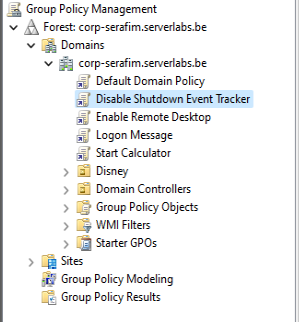 Group Policy Management
Forest: corp-serafim.serverlabs.be
Domains
corp-serafim.serverlabs.be
Default Domain Policy
Disable Shutdown Event Tracker
Enable Remote Desktop
Logon Message
Start Calculator
Disney
Domain Controllers
Group Policy Objects
WMI Filters
Starter GPOs
Sites
Group Policy Modeling
Group Policy Results